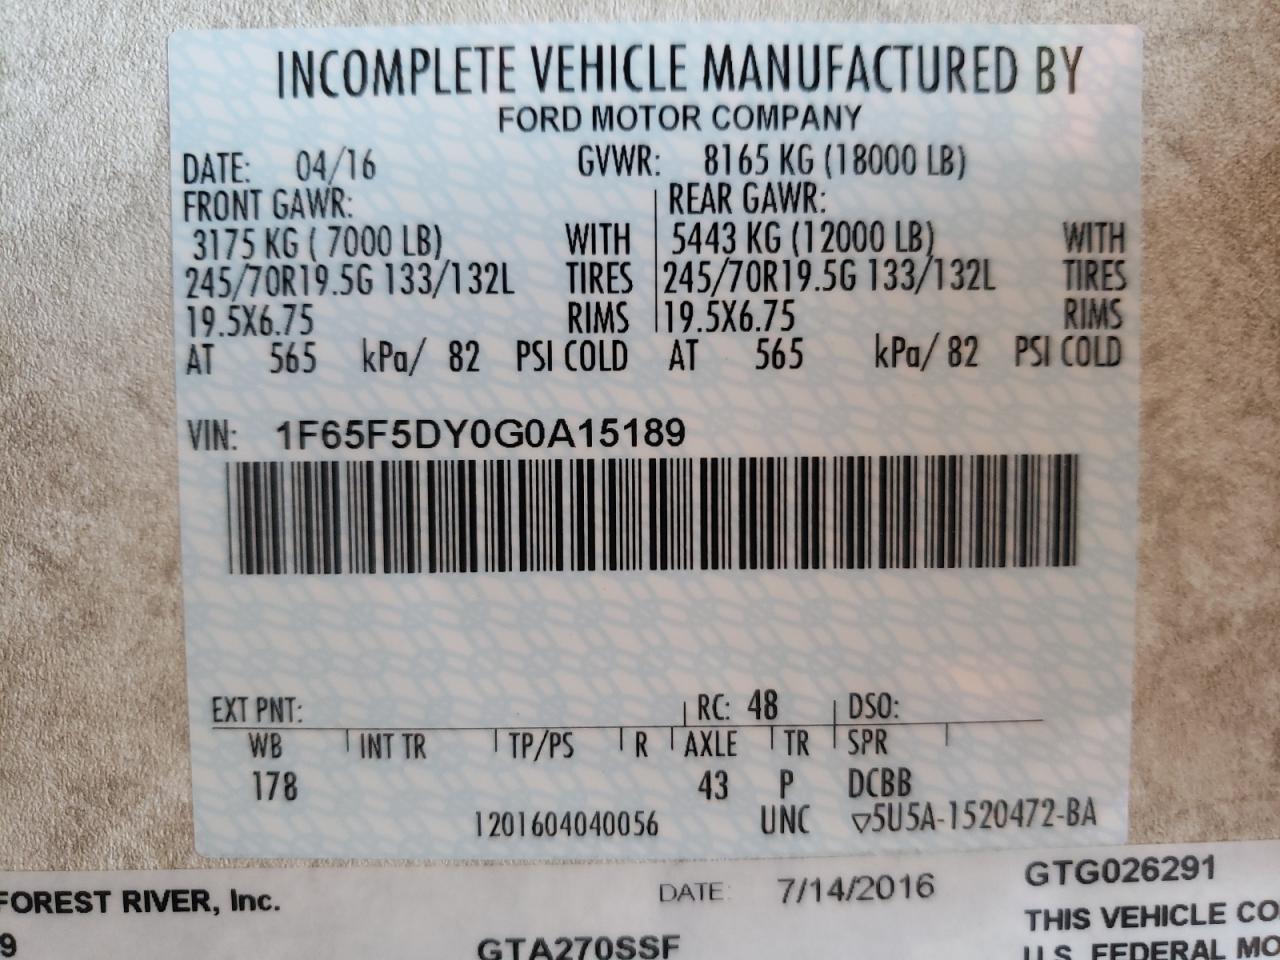 INCOMPLETE VEHICLE MANUFACTURED BY
FORD MOTOR COMPANY
DATE: 04/16 GVWR: 8165 KG (18000 LB)
FRONT GAWR: REAR GAWR:
3175 KG ( 7000 LB) WITH 5443 KG (12000 LB) WITH
245/70R19.5G 133/132L TIRES 245/70R19.5G 133/132L TIRES
19.5X6.75 RIMS 19.5X6.75 RIMS
AT 565 kPa/ 82 PSI COLD AT 565 kPa/ 82 PSI COLD
VIN: 1F65F5DY0G0A15189
EXT PNT: RC: 48 DSO:
WB INT TR TP/PS R AXLE TR SPR
178 43 P DCBB
1201604040056 UNC ▽5U5A-1520472-BA
FOREST RIVER, Inc. DATE: 7/14/2016 GTG026291
THIS VEHICLE CO
9 GTA270SSF U.S. FEDERAL MO